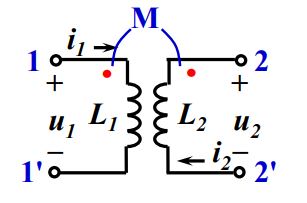 M
i1
1 2
+ +
u1 L1 L2 u2
− −
i2
1' 2'